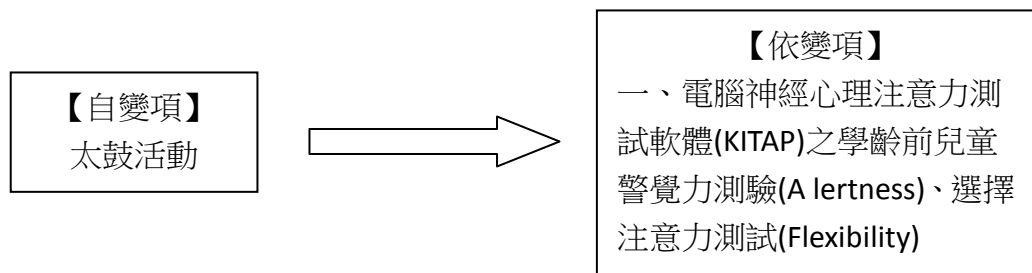 【自變項】
太鼓活動
【依變項】
一、電腦神經心理注意力測
試軟體(KITAP)之學齡前兒童
警覺力測驗(A lertness)、選擇
注意力測試(Flexibility)